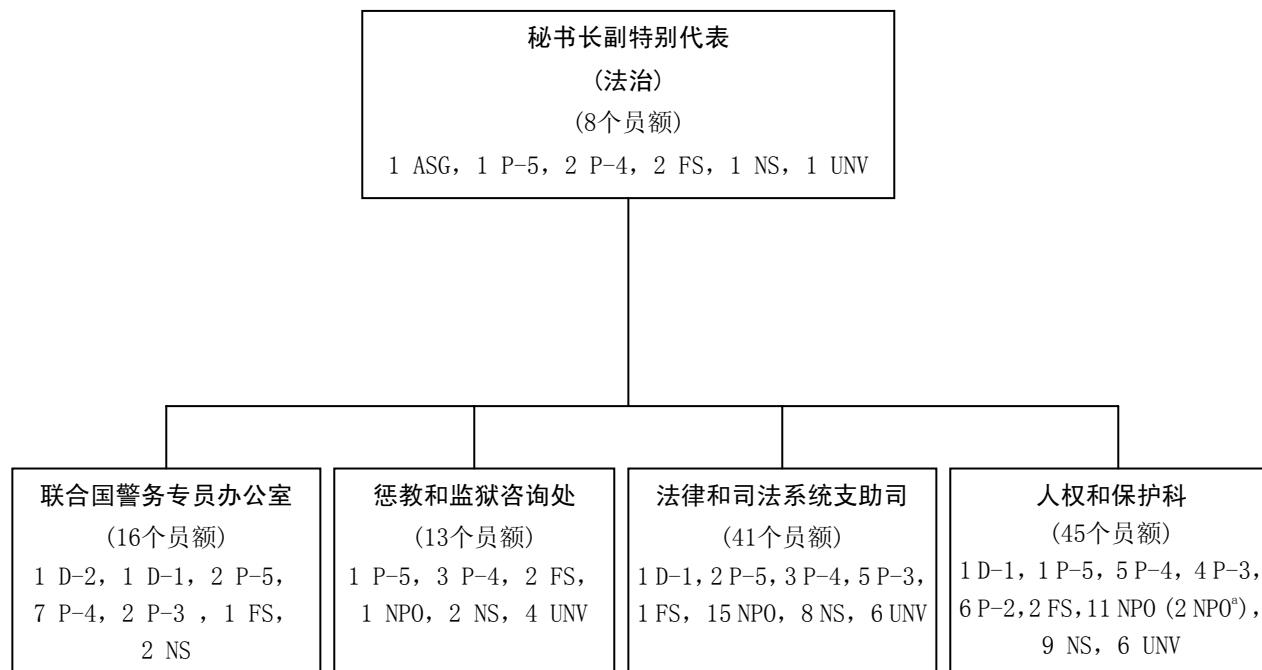 秘书长副特别代表
(法治)
(8个员额)
1 ASG, 1 P-5, 2 P-4, 2 FS, 1 NS, 1 UNV
联合国警务专员办公室
(16个员额)
1 D-2, 1 D-1, 2 P-5,
7 P-4, 2 P-3 , 1 FS,
2 NS
惩教和监狱咨询处
(13个员额)
1 P-5, 3 P-4, 2 FS,
1 NPO, 2 NS, 4 UNV
法律和司法系统支助司
(41个员额)
1 D-1, 2 P-5, 3 P-4, 5 P-3,
1 FS, 15 NPO, 8 NS, 6 UNV
人权和保护科
(45个员额)
1 D-1, 1 P-5, 5 P-4, 4 P-3,
6 P-2, 2 FS, 11 NPO (2 NPOᵃ),
9 NS, 6 UNV